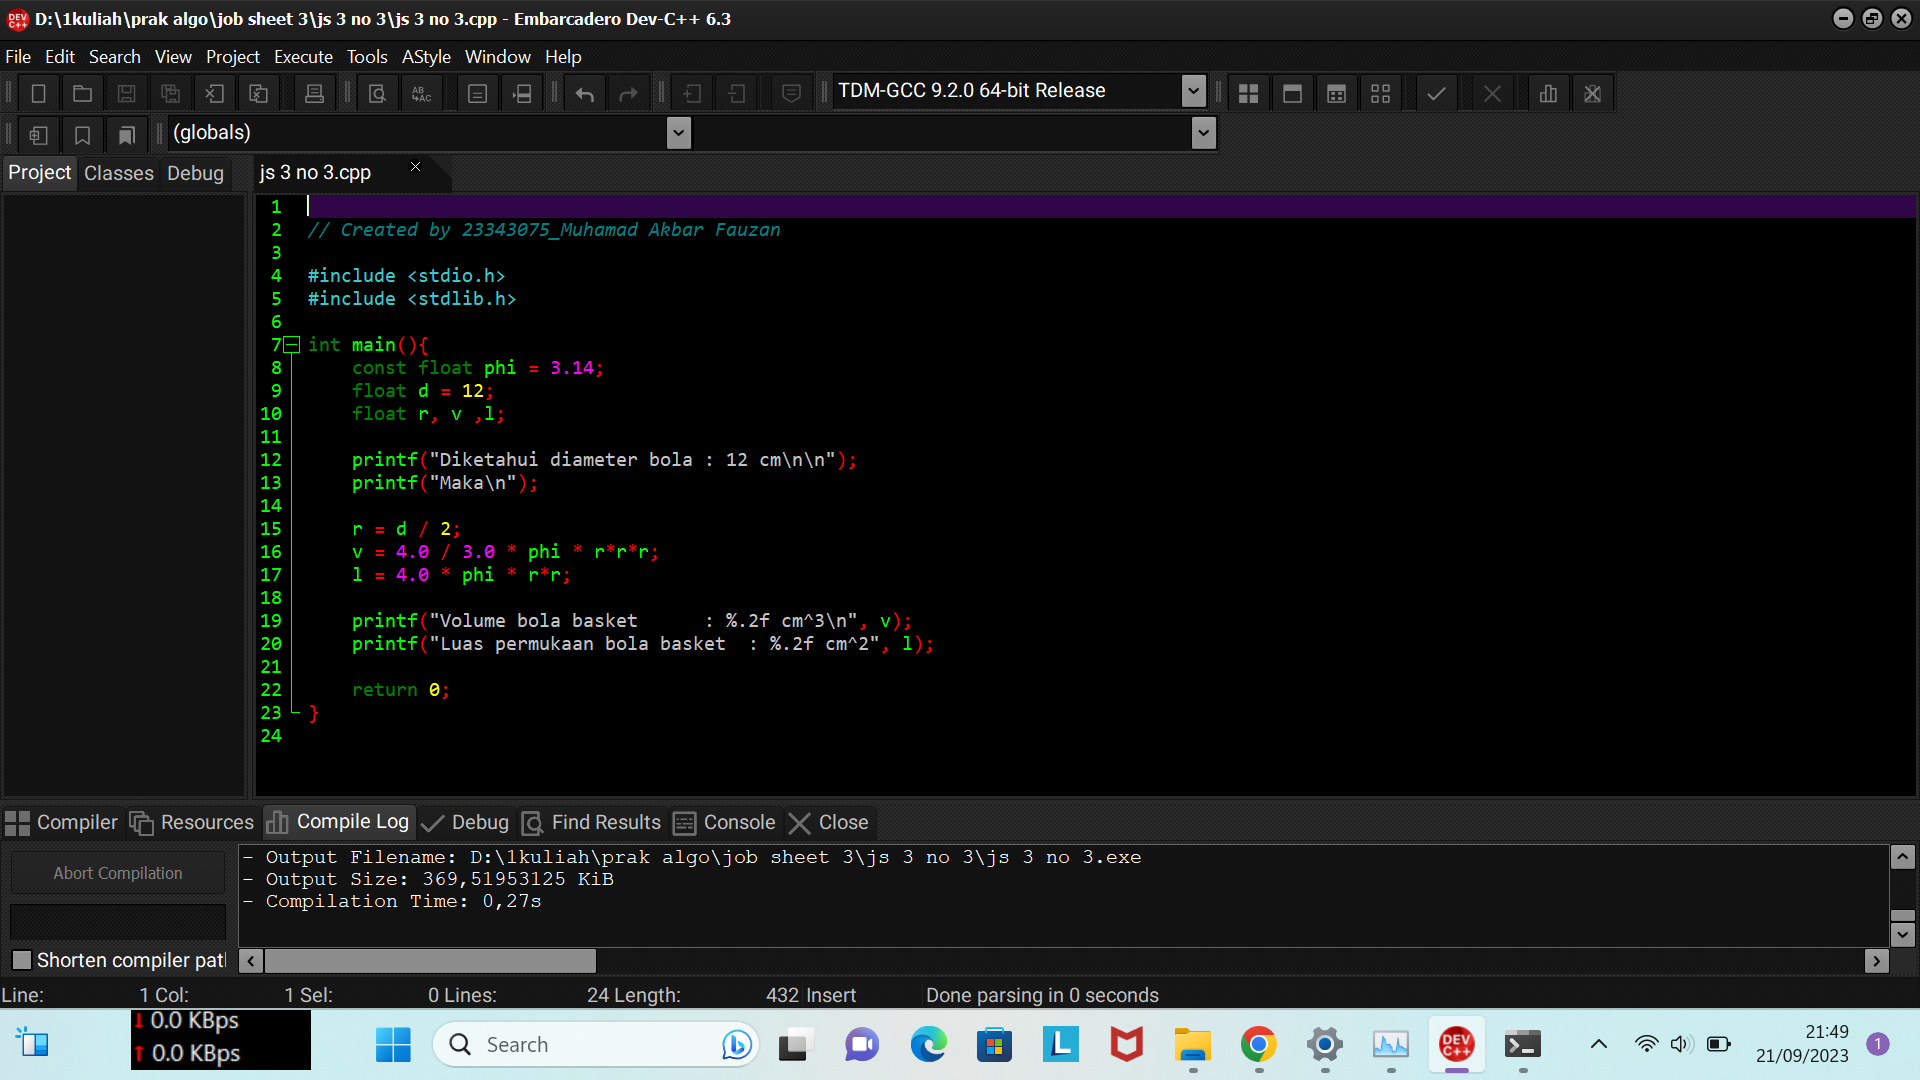 D:\1kuliah\prak algo\job sheet 3\js 3 no 3\js 3 no 3.cpp - Embarcadero Dev-C++ 6.3
File Edit Search View Project Execute Tools AStyle Window Help
TDM-GCC 9.2.0 64-bit Release
(globals)
Project Classes Debug
js 3 no 3.cpp
1
2 // Created by 23343075_Muhamad Akbar Fauzan
3
4 #include <stdio.h>
5 #include <stdlib.h>
6
7 int main(){
8 const float phi = 3.14;
9 float d = 12;
10 float r, v ,l;
11
12 printf("Diketahui diameter bola : 12 cm\n\n");
13 printf("Maka\n");
14
15 r = d / 2;
16 v = 4.0 / 3.0 * phi * r*r*r;
17 l = 4.0 * phi * r*r;
18
19 printf("Volume bola basket      : %.2f cm^3\n", v);
20 printf("Luas permukaan bola basket  : %.2f cm^2", l);
21
22 return 0;
23 }
24
Compiler Resources Compile Log Debug Find Results Console Close
Abort Compilation
- Output Filename: D:\1kuliah\prak algo\job sheet 3\js 3 no 3\js 3 no 3.exe
- Output Size: 369,51953125 KiB
- Compilation Time: 0,27s
Shorten compiler pat
Line: 1 Col: 1 Sel: 0 Lines: 24 Length: 432 Insert Done parsing in 0 seconds
0.0 KBps
0.0 KBps
Search
DEV C++
21:49
21/09/2023
1